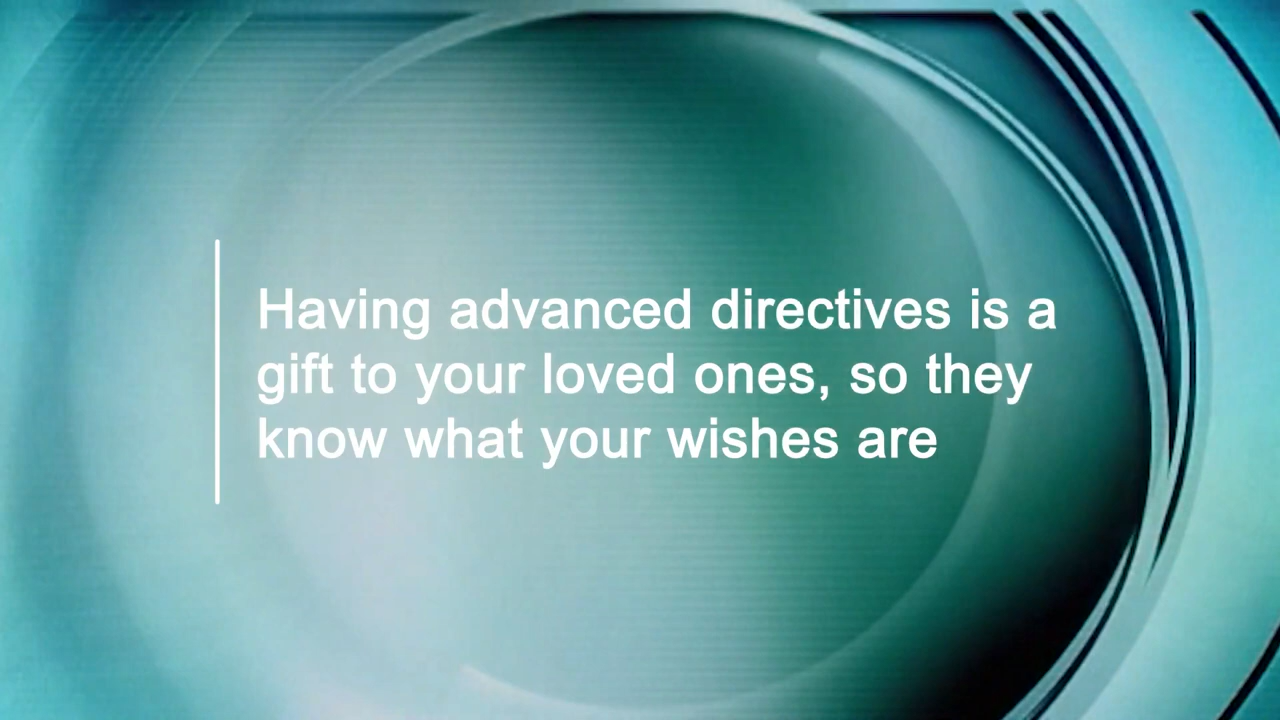 Having advanced directives is a
gift to your loved ones, so they
know what your wishes are